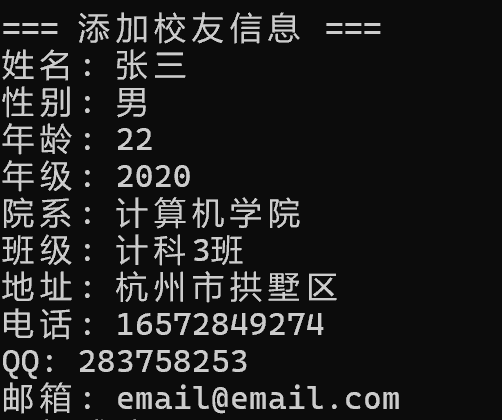 === 添加校友信息 ===
姓名: 张三
性别: 男
年龄: 22
年级: 2020
院系: 计算机学院
班级: 计科3班
地址: 杭州市拱墅区
电话: 16572849274
QQ: 283758253
邮箱: email@email.com